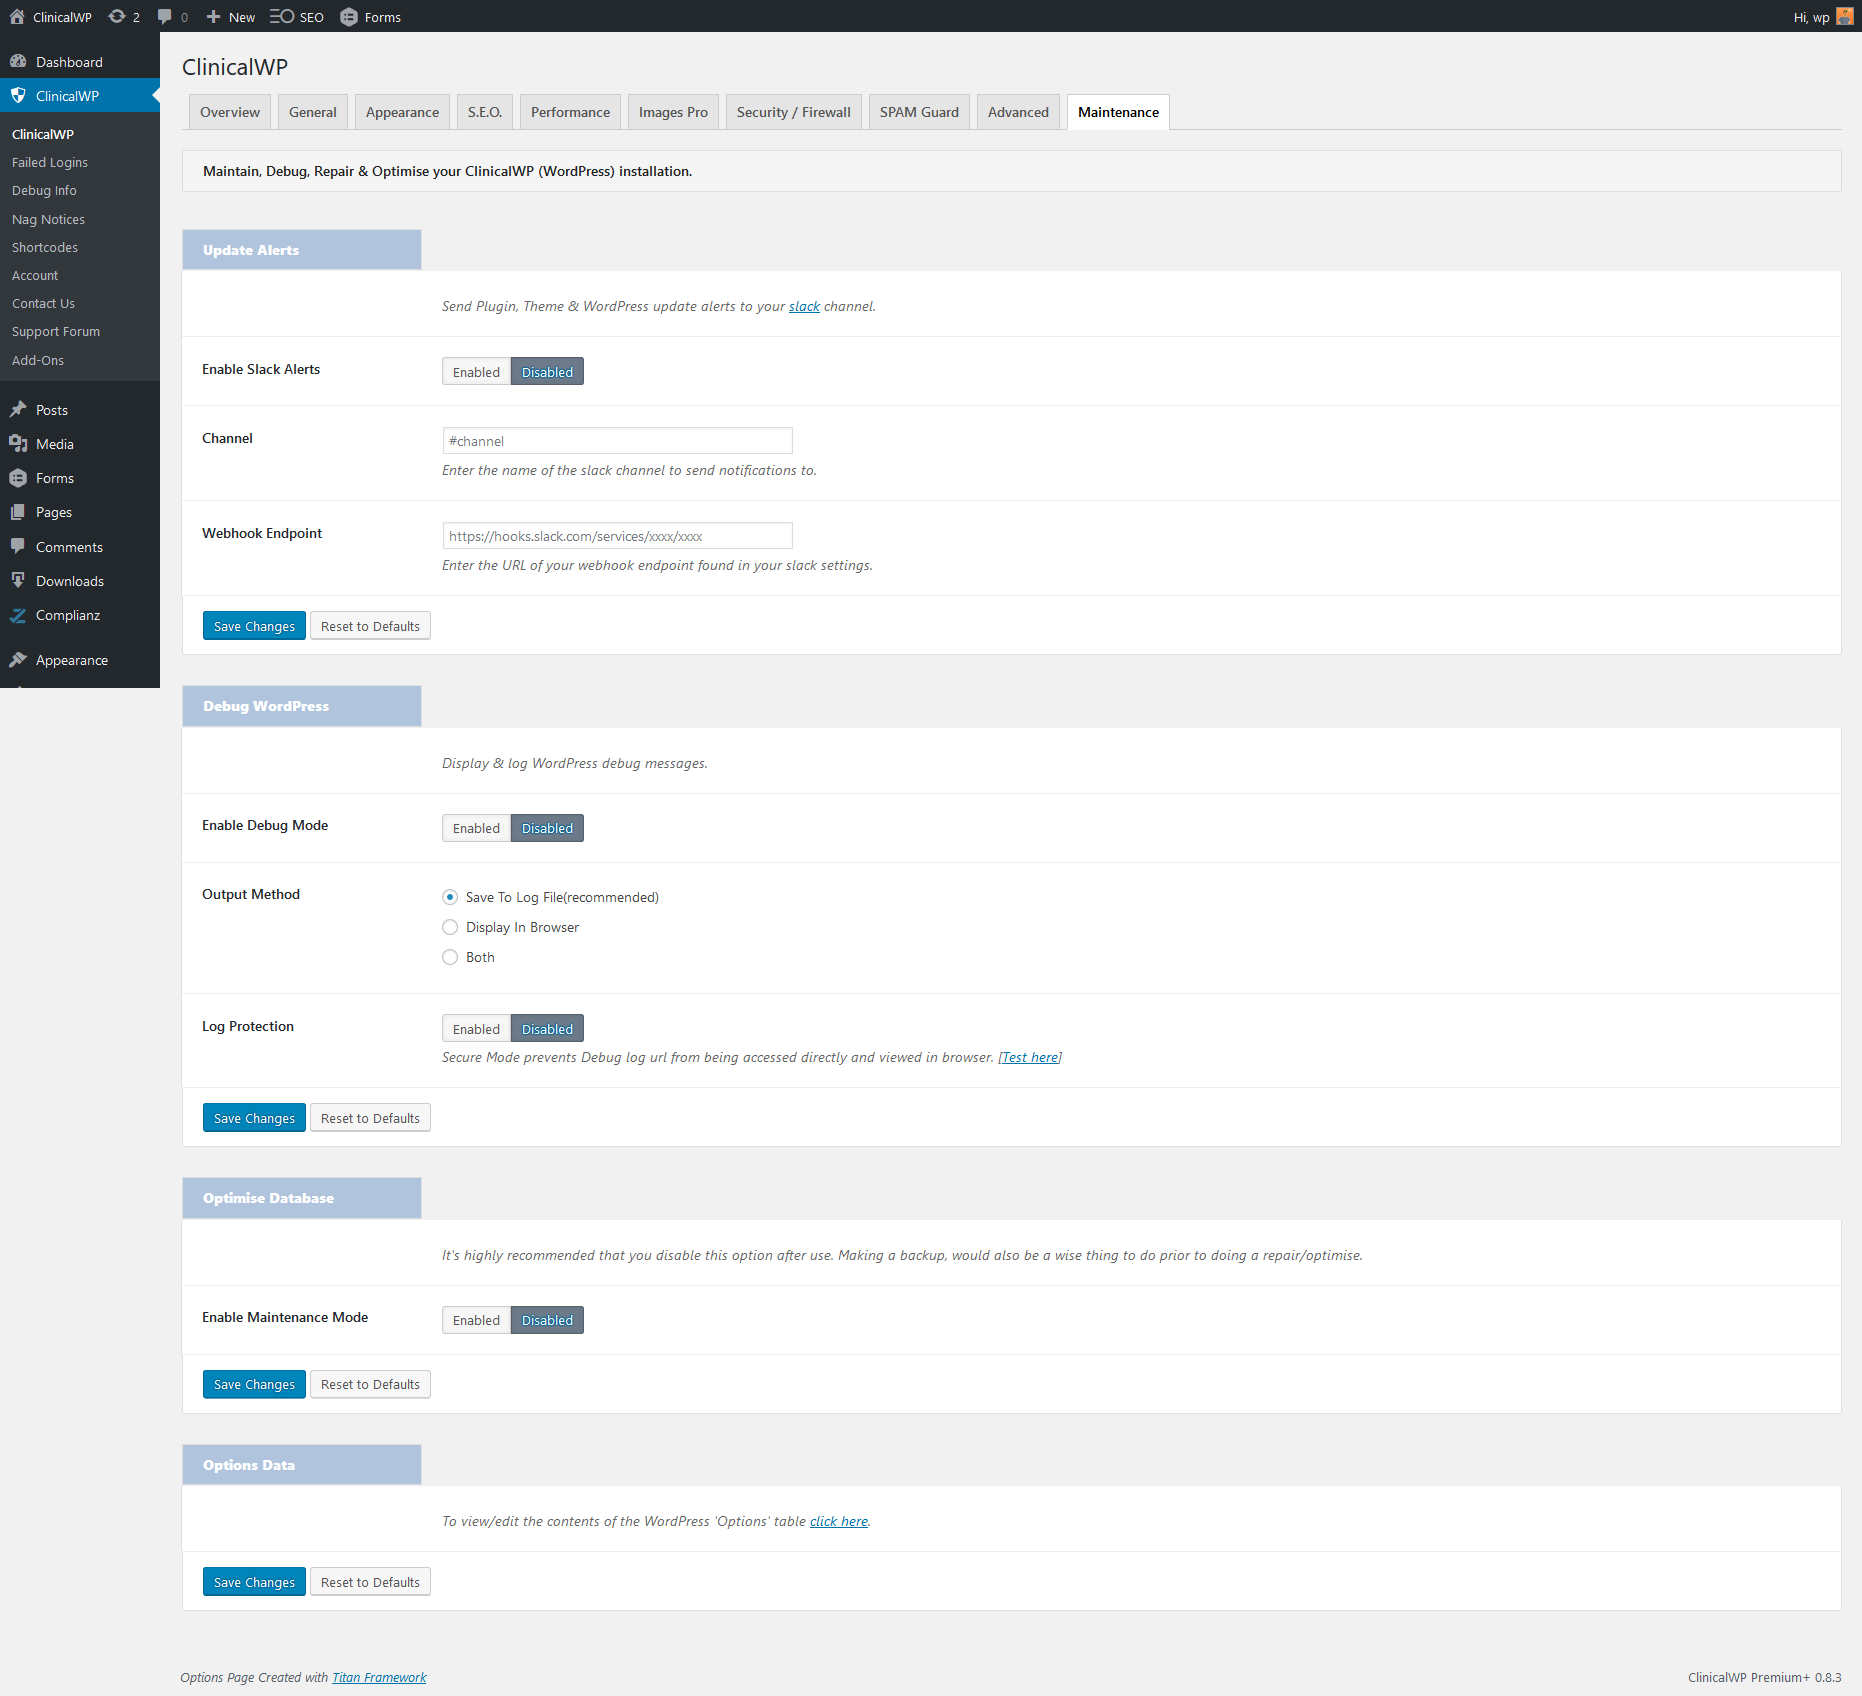 ClinicalWP 2 0 New SEO Forms Hi, wp
Dashboard
ClinicalWP
ClinicalWP
Failed Logins
Debug Info
Nag Notices
Shortcodes
Account
Contact Us
Support Forum
Add-Ons
Posts
Media
Forms
Pages
Comments
Downloads
Complianz
Appearance
ClinicalWP
Overview General Appearance S.E.O. Performance Images Pro Security / Firewall SPAM Guard Advanced Maintenance
Maintain, Debug, Repair & Optimise your ClinicalWP (WordPress) installation.
Update Alerts
Send Plugin, Theme & WordPress update alerts to your slack channel.
Enable Slack Alerts Enabled Disabled
Channel #channel
Enter the name of the slack channel to send notifications to.
Webhook Endpoint https://hooks.slack.com/services/xxxx/xxxx
Enter the URL of your webhook endpoint found in your slack settings.
Save Changes Reset to Defaults
Debug WordPress
Display & log WordPress debug messages.
Enable Debug Mode Enabled Disabled
Output Method Save To Log File(recommended)
Display In Browser
Both
Log Protection Enabled Disabled
Secure Mode prevents Debug log url from being accessed directly and viewed in browser. [Test here]
Save Changes Reset to Defaults
Optimise Database
It's highly recommended that you disable this option after use. Making a backup, would also be a wise thing to do prior to doing a repair/optimise.
Enable Maintenance Mode Enabled Disabled
Save Changes Reset to Defaults
Options Data
To view/edit the contents of the WordPress 'Options' table click here.
Save Changes Reset to Defaults
Options Page Created with Titan Framework ClinicalWP Premium+ 0.8.3